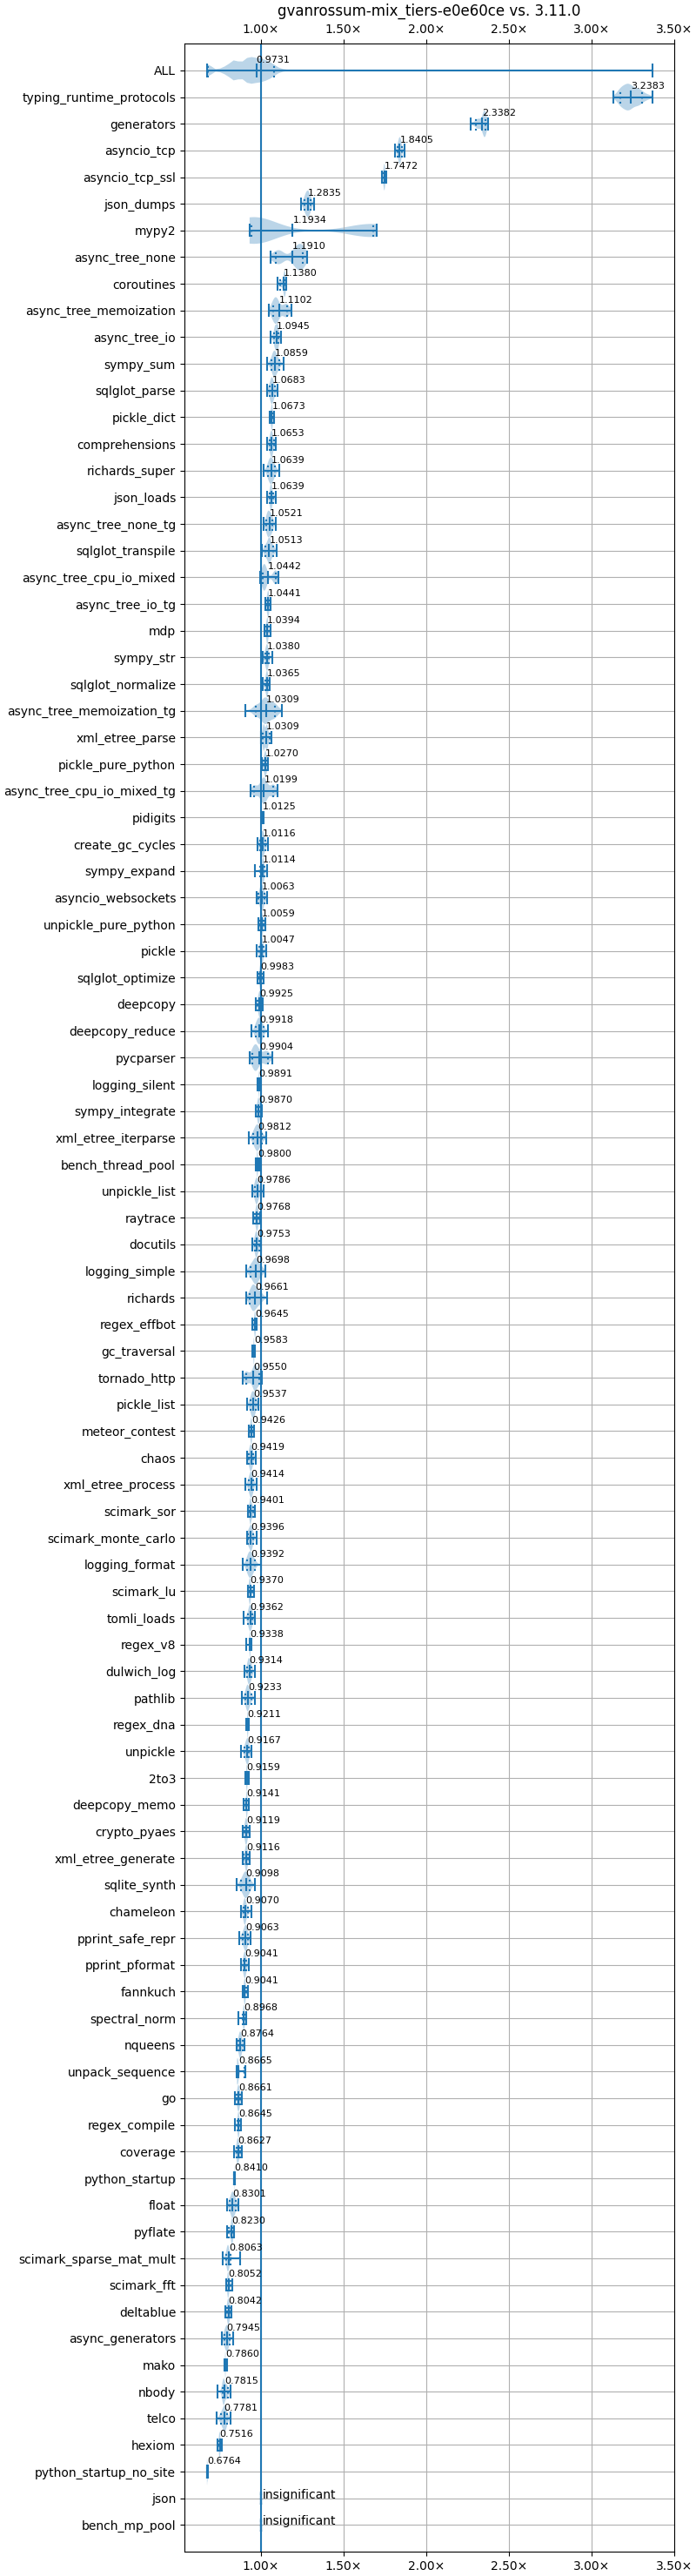 gvanrossum-mix_tiers-e0e60ce vs. 3.11.0
1.00× 1.50× 2.00× 2.50× 3.00× 3.50×
ALL 0.9731
typing_runtime_protocols 3.2383
generators 2.3382
asyncio_tcp 1.8405
asyncio_tcp_ssl 1.7472
json_dumps 1.2835
mypy2 1.1934
async_tree_none 1.1910
coroutines 1.1380
async_tree_memoization 1.1102
async_tree_io 1.0945
sympy_sum 1.0859
sqlglot_parse 1.0683
pickle_dict 1.0673
comprehensions 1.0653
richards_super 1.0639
json_loads 1.0639
async_tree_none_tg 1.0521
sqlglot_transpile 1.0513
async_tree_cpu_io_mixed 1.0442
async_tree_io_tg 1.0441
mdp 1.0394
sympy_str 1.0380
sqlglot_normalize 1.0365
async_tree_memoization_tg 1.0309
xml_etree_parse 1.0309
pickle_pure_python 1.0270
async_tree_cpu_io_mixed_tg 1.0199
pidigits 1.0125
create_gc_cycles 1.0116
sympy_expand 1.0114
asyncio_websockets 1.0063
unpickle_pure_python 1.0059
pickle 1.0047
sqlglot_optimize 0.9983
deepcopy 0.9925
deepcopy_reduce 0.9918
pycparser 0.9904
logging_silent 0.9891
sympy_integrate 0.9870
xml_etree_iterparse 0.9812
bench_thread_pool 0.9800
unpickle_list 0.9786
raytrace 0.9768
docutils 0.9753
logging_simple 0.9698
richards 0.9661
regex_effbot 0.9645
gc_traversal 0.9583
tornado_http 0.9550
pickle_list 0.9537
meteor_contest 0.9426
chaos 0.9419
xml_etree_process 0.9414
scimark_sor 0.9401
scimark_monte_carlo 0.9396
logging_format 0.9392
scimark_lu 0.9370
tomli_loads 0.9362
regex_v8 0.9338
dulwich_log 0.9314
pathlib 0.9233
regex_dna 0.9211
unpickle 0.9167
2to3 0.9159
deepcopy_memo 0.9141
crypto_pyaes 0.9119
xml_etree_generate 0.9116
sqlite_synth 0.9098
chameleon 0.9070
pprint_safe_repr 0.9063
pprint_pformat 0.9041
fannkuch 0.9041
spectral_norm 0.8968
nqueens 0.8764
unpack_sequence 0.8665
go 0.8661
regex_compile 0.8645
coverage 0.8627
python_startup 0.8410
float 0.8301
pyflate 0.8230
scimark_sparse_mat_mult 0.8063
scimark_fft 0.8052
deltablue 0.8042
async_generators 0.7945
mako 0.7860
nbody 0.7815
telco 0.7781
hexiom 0.7516
python_startup_no_site 0.6764
json insignificant
bench_mp_pool insignificant
1.00× 1.50× 2.00× 2.50× 3.00× 3.50×